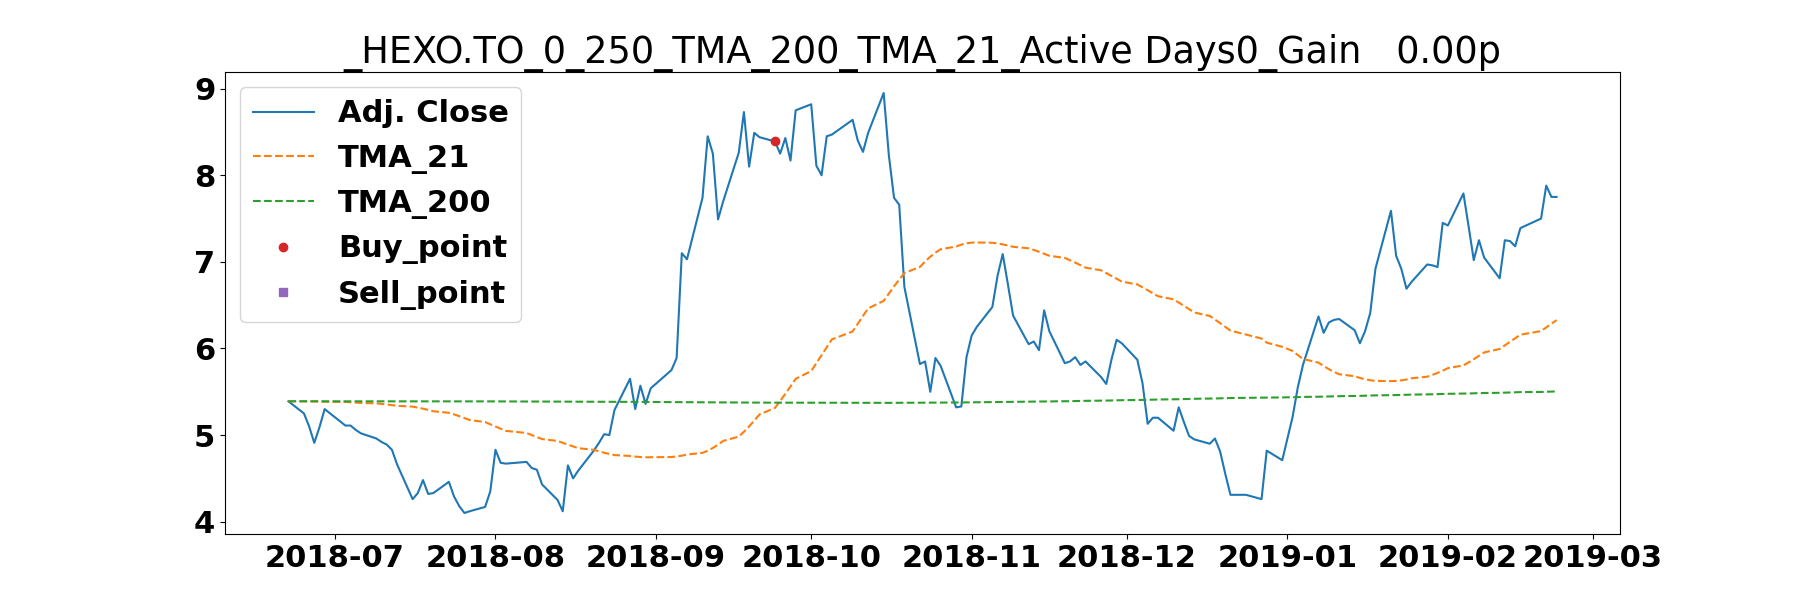 _HEXO.TO_0_250_TMA_200_TMA_21_Active Days0_Gain   0.00p
9
8
7
6
5
4
Adj. Close
TMA_21
TMA_200
Buy_point
Sell_point
2018-07 2018-08 2018-09 2018-10 2018-11 2018-12 2019-01 2019-02 2019-03